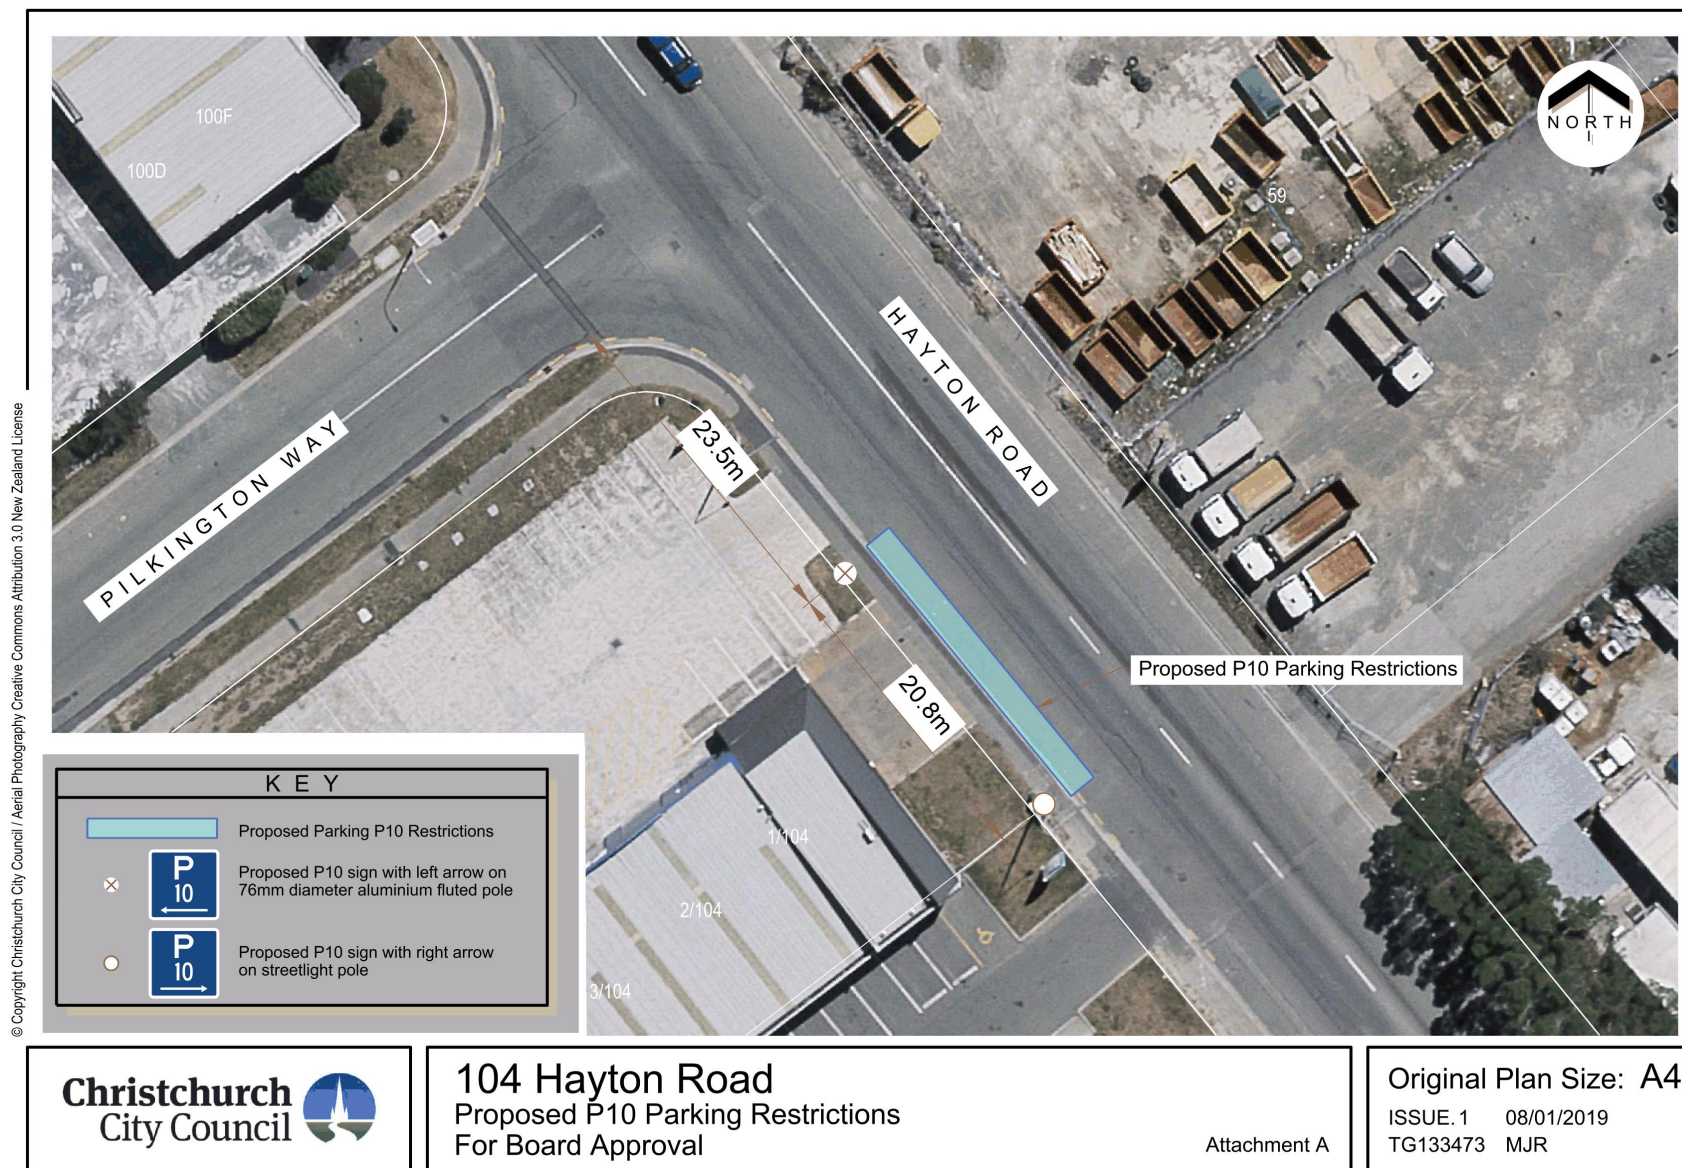 100F
100D
59
NORTH
HAYTON ROAD
PILKINGTON WAY
23.5m
20.8m
Proposed P10 Parking Restrictions
1/104
2/104
3/104
KEY
Proposed Parking P10 Restrictions
P
10
Proposed P10 sign with left arrow on
76mm diameter aluminium fluted pole
P
10
Proposed P10 sign with right arrow
on streetlight pole
© Copyright Christchurch City Council / Aerial Photography Creative Commons Attribution 3.0 New Zealand License
Christchurch
City Council
104 Hayton Road
Proposed P10 Parking Restrictions
For Board Approval
Attachment A
Original Plan Size: A4
ISSUE.1 08/01/2019
TG133473 MJR